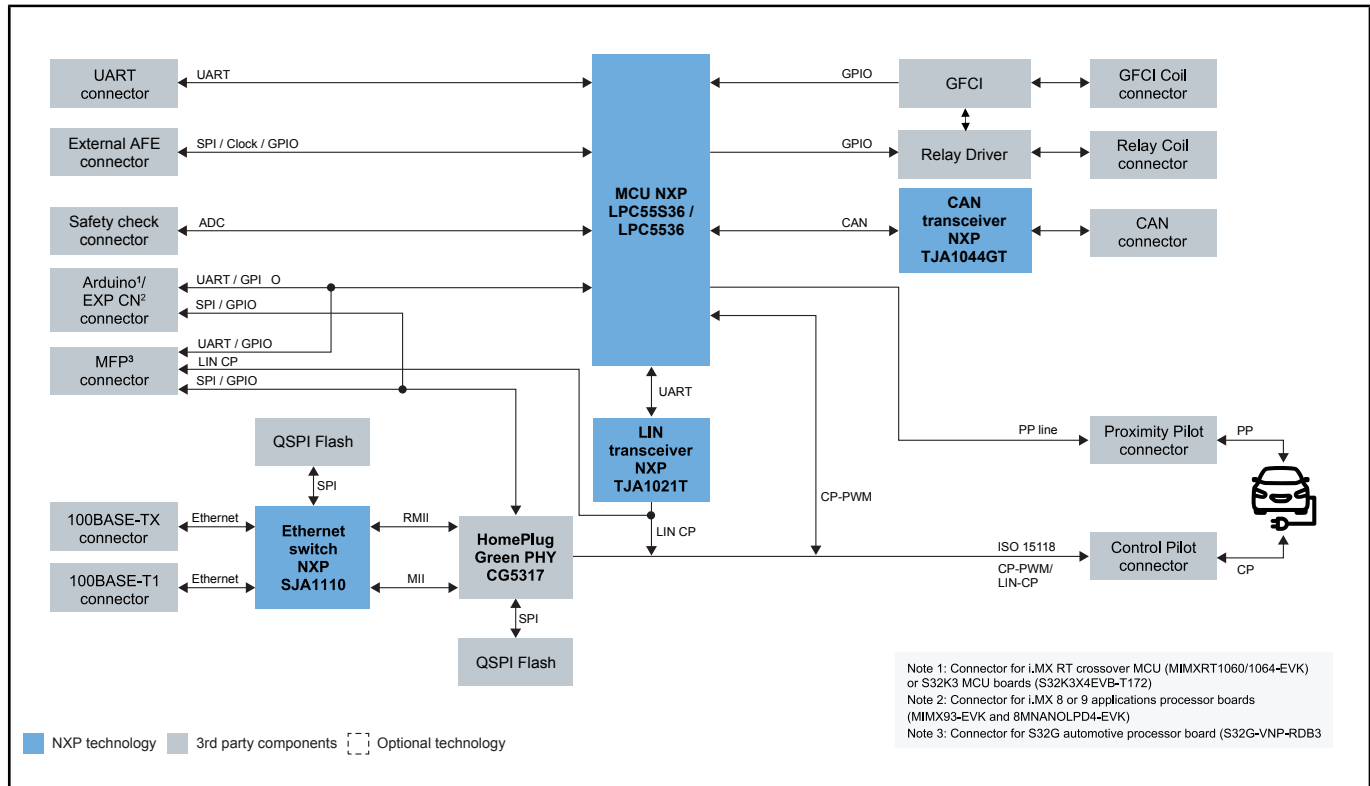 UART
connector
UART
External AFE
connector
SPI / Clock / GPIO
Safety check
connector
ADC
Arduino¹/
EXP CN²
connector
UART / GPI O
SPI / GPIO
MFP³
connector
UART / GPIO
LIN CP
SPI / GPIO
MCU NXP
LPC55S36 /
LPC5536
GPIO
GFCI
GFCI Coil
connector
GPIO
Relay Driver
Relay Coil
connector
CAN
CAN
transceiver
NXP
TJA1044GT
CAN
connector
UART
LIN
transceiver
NXP
TJA1021T
LIN CP
CP-PWM
PP line
Proximity Pilot
connector
PP
QSPI Flash
SPI
100BASE-TX
connector
Ethernet
100BASE-T1
connector
Ethernet
Ethernet
switch
NXP
SJA1110
RMII
MII
HomePlug
Green PHY
CG5317
SPI
QSPI Flash
ISO 15118
CP-PWM/
LIN-CP
Control Pilot
connector
CP
Note 1: Connector for i.MX RT crossover MCU (MIMXRT1060/1064-EVK)
or S32K3 MCU boards (S32K3X4EVB-T172)
Note 2: Connector for i.MX 8 or 9 applications processor boards
(MIMX93-EVK and 8MNANOLPD4-EVK)
Note 3: Connector for S32G automotive processor board (S32G-VNP-RDB3
NXP technology
3rd party components
Optional technology